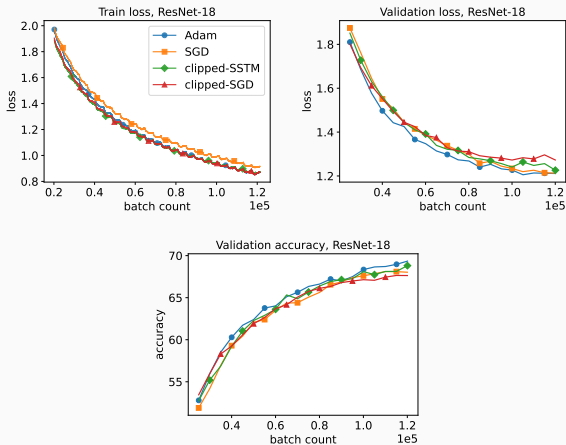 Train loss, ResNet-18
2.0
1.8
1.6
1.4
1.2
1.0
0.8
loss
Adam
SGD
clipped-SSTM
clipped-SGD
0.2 0.4 0.6 0.8 1.0 1.2
batch count
1e5
Validation loss, ResNet-18
1.8
1.6
1.4
1.2
loss
0.4 0.6 0.8 1.0 1.2
batch count
1e5
Validation accuracy, ResNet-18
70
65
60
55
accuracy
0.4 0.6 0.8 1.0 1.2
batch count
1e5